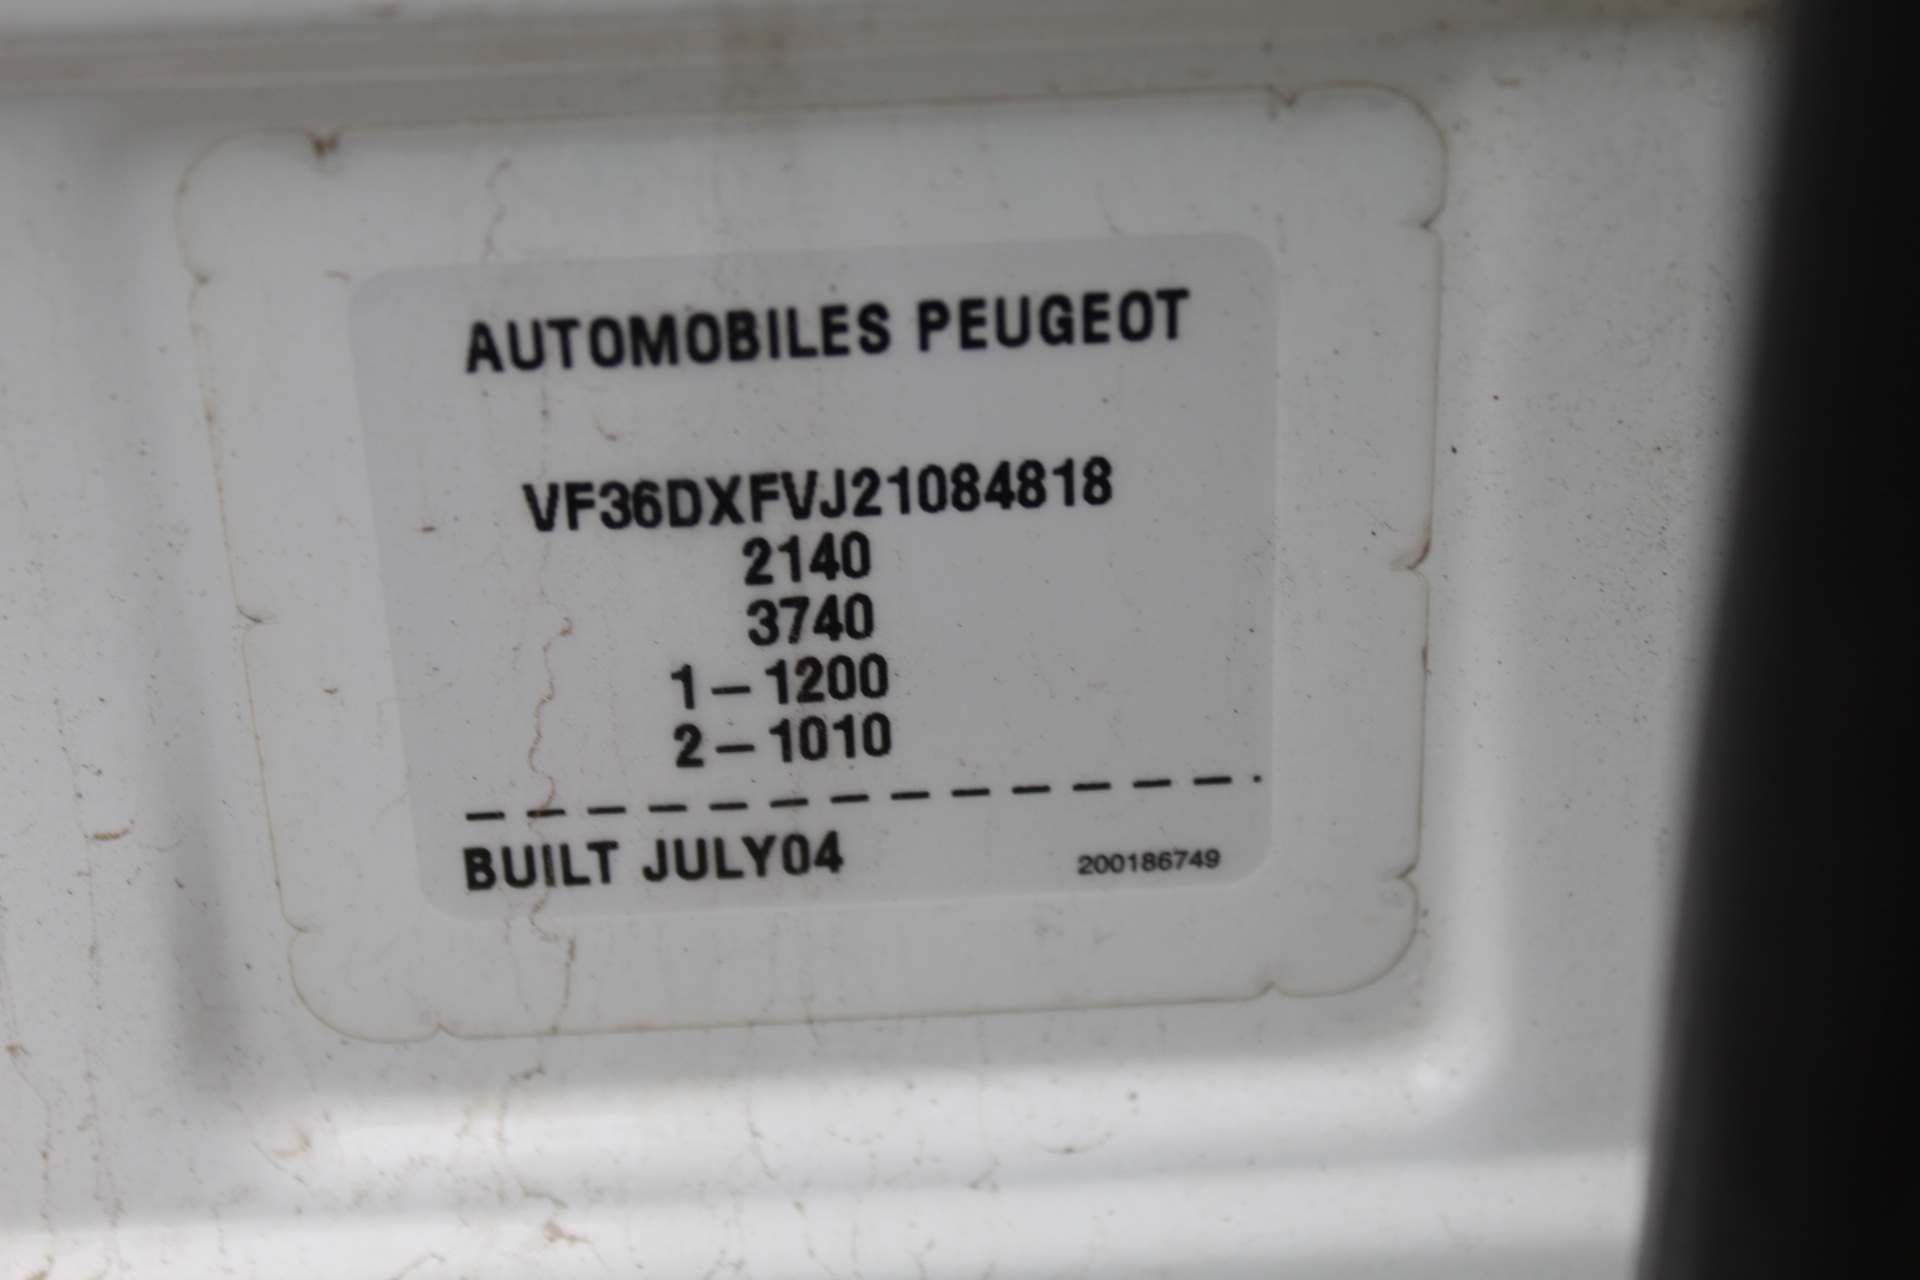 AUTOMOBILES PEUGEOT
VF36DXFVJ21084818
2140
3740
1 – 1200
2 – 1010
BUILT JULY04
200186749